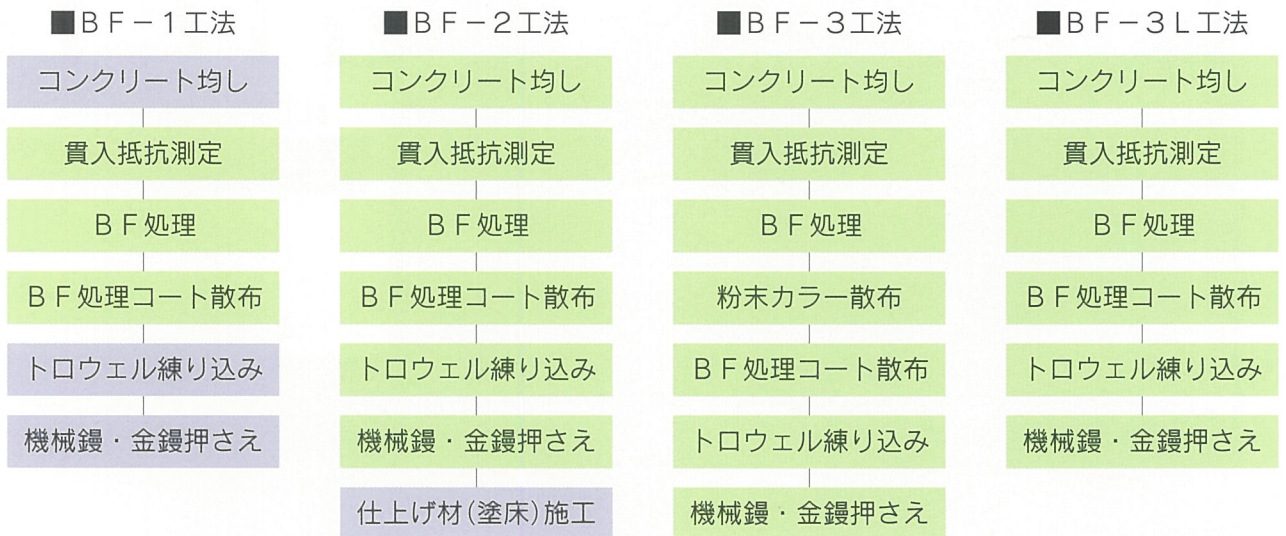 ■ＢＦ－１工法
コンクリート均し
貫入抵抗測定
ＢＦ処理
ＢＦ処理コート散布
トロウェル練り込み
機械鏝・金鏝押さえ
■ＢＦ－２工法
コンクリート均し
貫入抵抗測定
ＢＦ処理
ＢＦ処理コート散布
トロウェル練り込み
機械鏝・金鏝押さえ
仕上げ材(塗床)施工
■ＢＦ－３工法
コンクリート均し
貫入抵抗測定
ＢＦ処理
粉末カラー散布
ＢＦ処理コート散布
トロウェル練り込み
機械鏝・金鏝押さえ
■ＢＦ－３Ｌ工法
コンクリート均し
貫入抵抗測定
ＢＦ処理
ＢＦ処理コート散布
トロウェル練り込み
機械鏝・金鏝押さえ